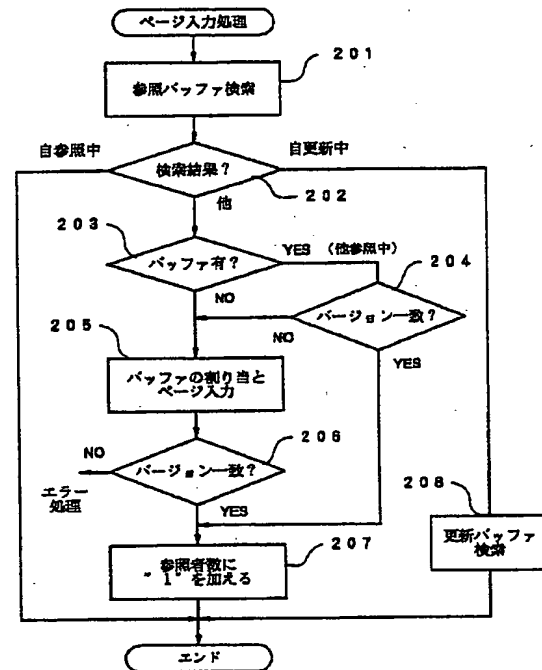 ページ入力処理
201
参照バッファ検索
自参照中
自更新中
検索結果？
202
他
203
YES （他参照中）
204
バッファ有？
NO
バージョン一致？
205
NO
YES
バッファの割り当と
ページ入力
206
NO
バージョン一致？
エラー
処理
YES
208
207
更新バッファ
検索
参照者数に
"1"を加える
エンド